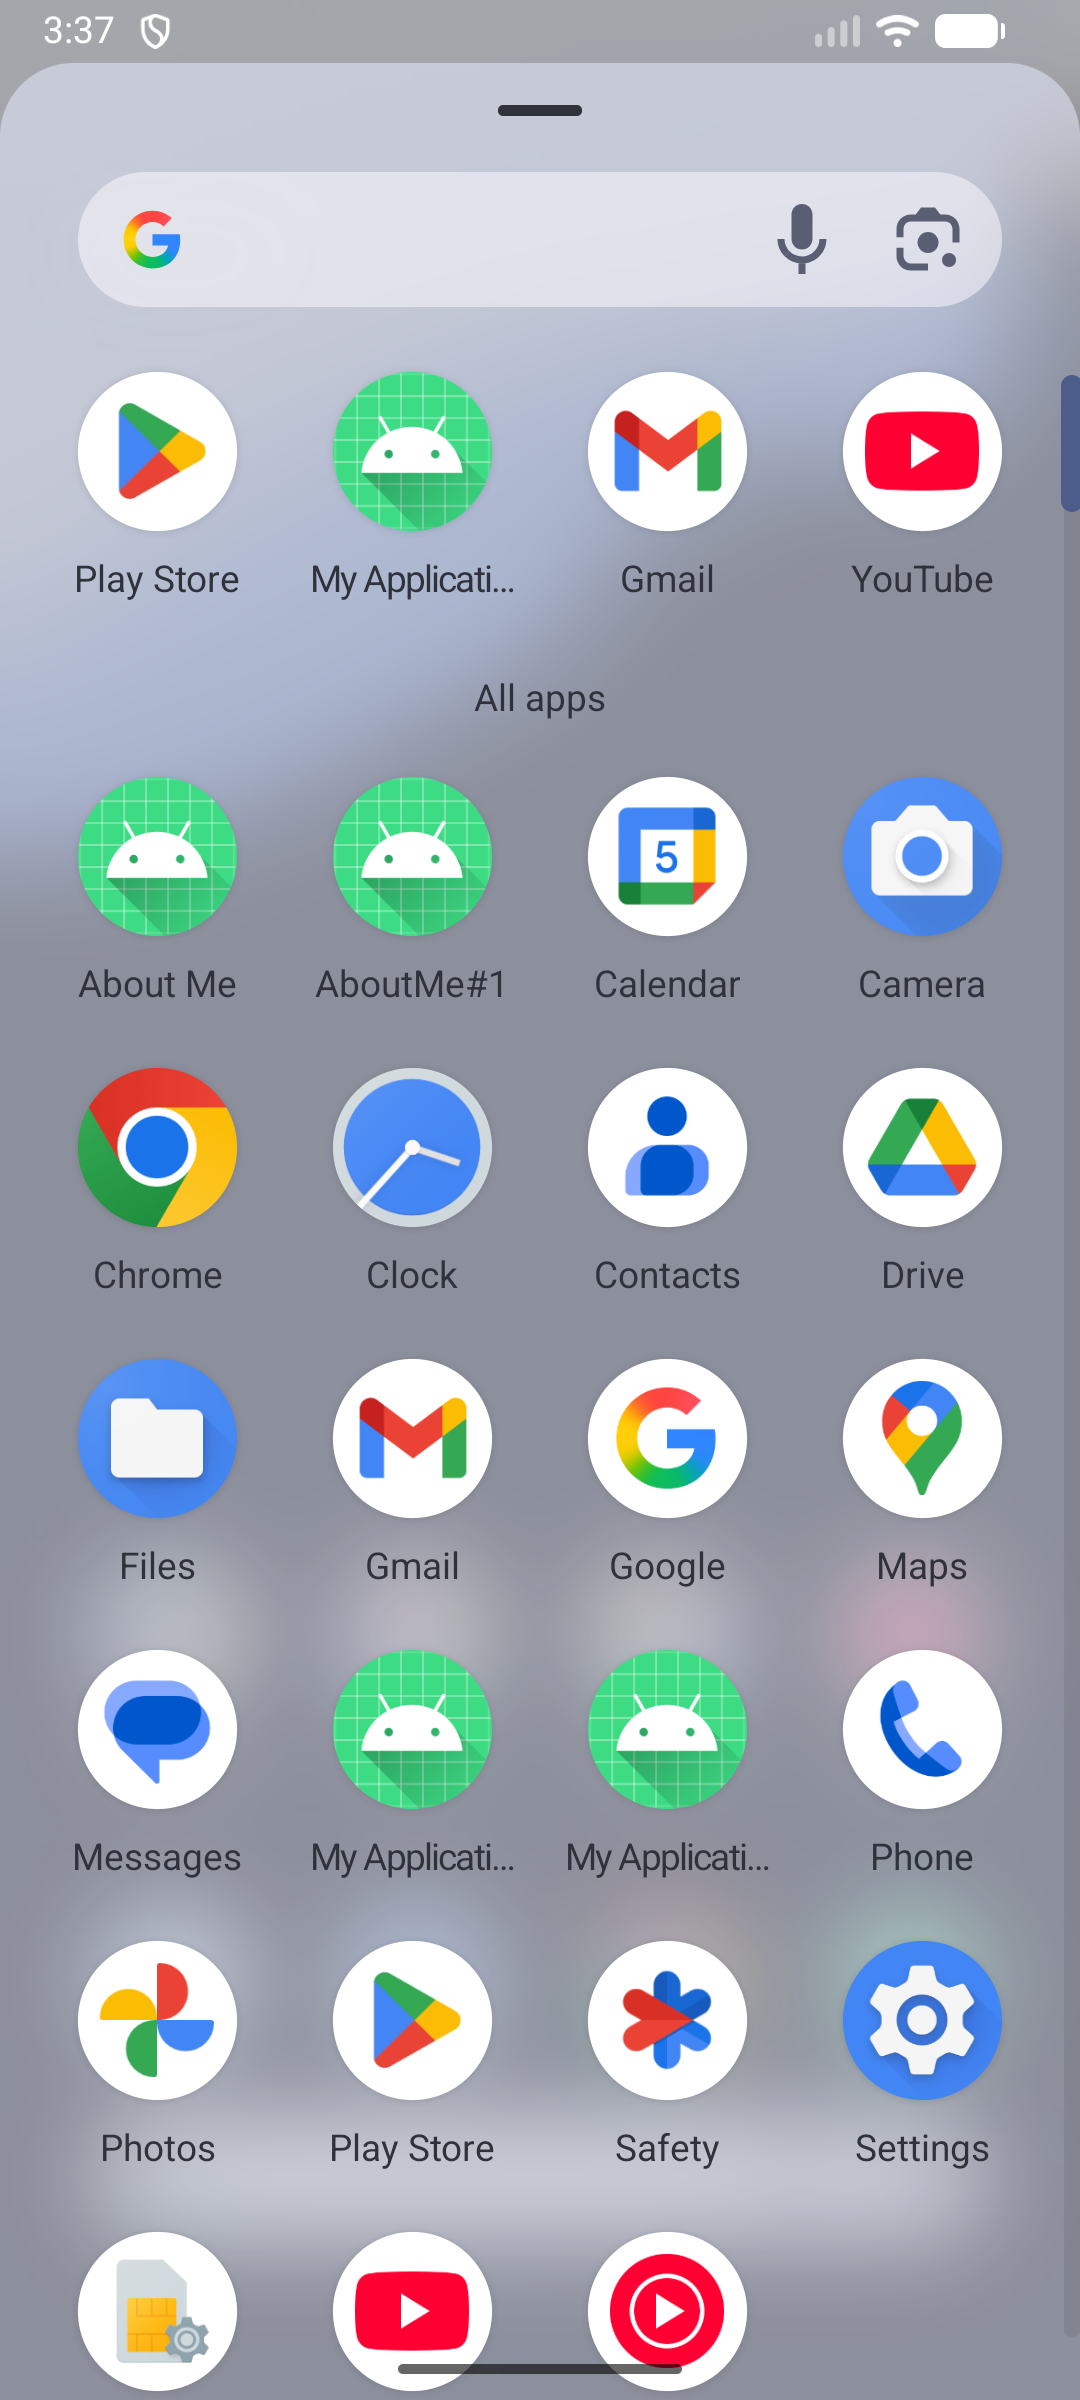 3:37
Play Store My Applicati... Gmail YouTube
All apps
5
About Me AboutMe#1 Calendar Camera
Chrome Clock Contacts Drive
Files Gmail Google Maps
Messages My Applicati... My Applicati... Phone
Photos Play Store Safety Settings